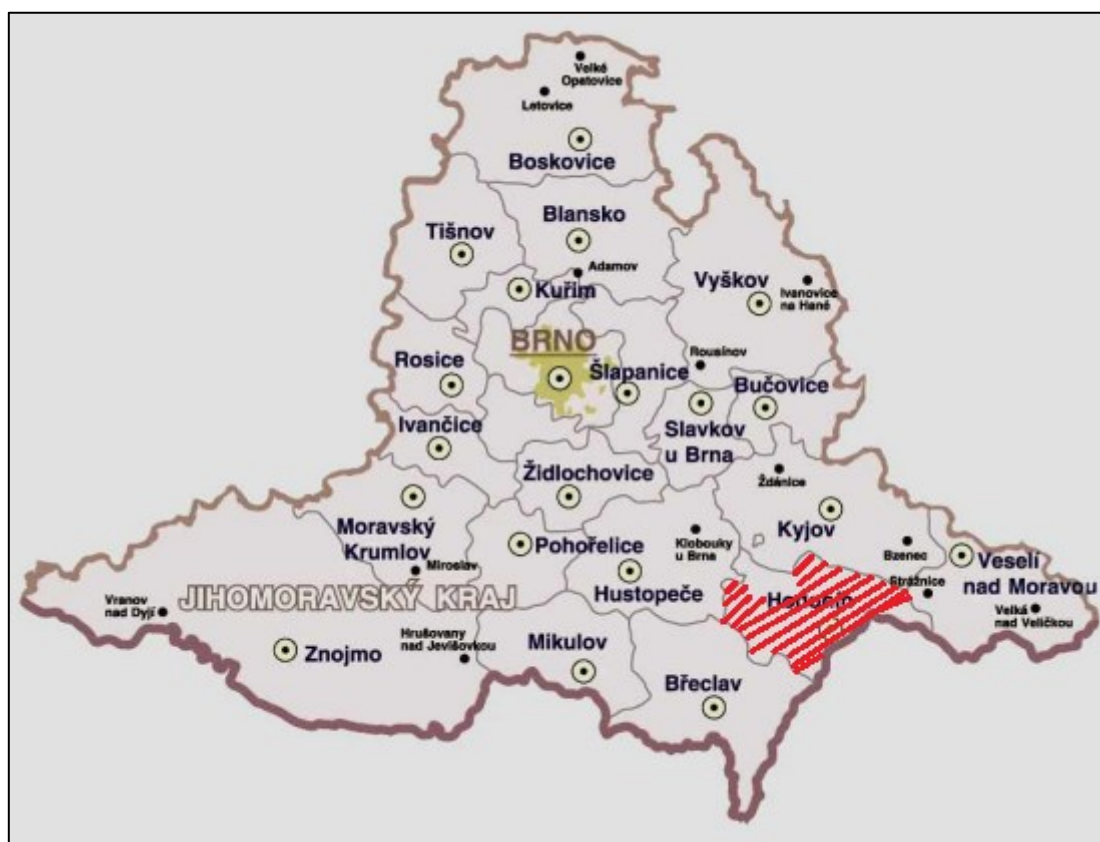 Velké
Opatovice
Letovice
Boskovice
Blansko
Tišnov
Adamov
Kuřim
Vyškov
Ivanovice
na Hané
BRNO
Rousínov
Rosice
Šlapanice
Bučovice
Ivančice
Slavkov
u Brna
Židlochovice
Ždánice
Moravský
Krumlov
Kyjov
Pohořelice
Klobouky
u Brna
Bzenec
Veselí
nad Moravou
Miroslav
Hustopeče
Strážnice
Vranov
nad Dyjí
JIHOMORAVSKÝ KRAJ
Velká
nad Veličkou
Hrušovany
nad Jevišovkou
Znojmo
Mikulov
Břeclav